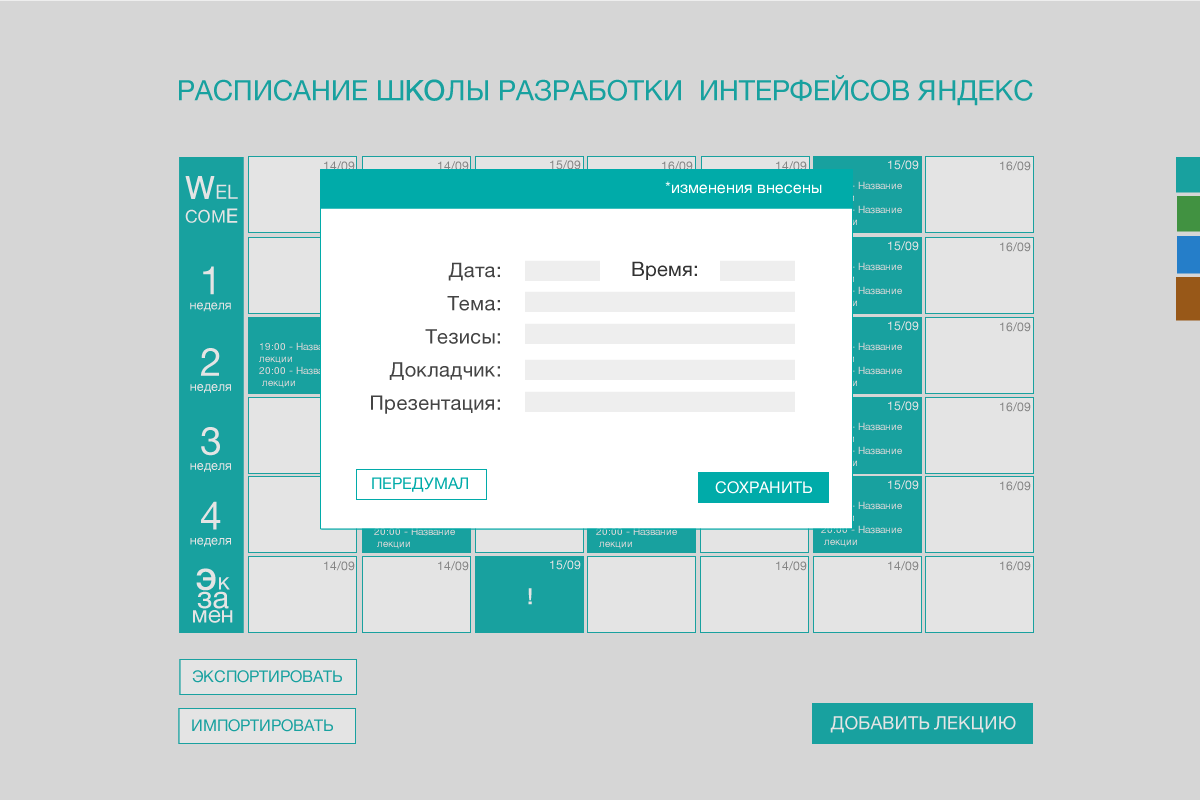 РАСПИСАНИЕ ШКОЛЫ РАЗРАБОТКИ ИНТЕРФЕЙСОВ ЯНДЕКС
WEL
COME
14/09 14/09 15/09 16/09 14/09 15/09 16/09
- Название
- Название
*изменения внесены
1
неделя
15/09 16/09
- Название
- Название
Дата: Время:
Тема:
Тезисы:
Докладчик:
Презентация:
2
неделя
19:00 -
лекции
20:00 -
лекции
15/09 16/09
- Название
- Название
3
неделя
15/09 16/09
- Название
- Название
ПЕРЕДУМАЛ СОХРАНИТЬ
4
неделя
15/09 16/09
- Название
- Название
20:00 - Название
лекции
20:00 - Название
лекции
20:00 - Название
лекции
ЭК
ЗА
МЕН
14/09 14/09 15/09 14/09 14/09 16/09
!
ЭКСПОРТИРОВАТЬ
ИМПОРТИРОВАТЬ
ДОБАВИТЬ ЛЕКЦИЮ